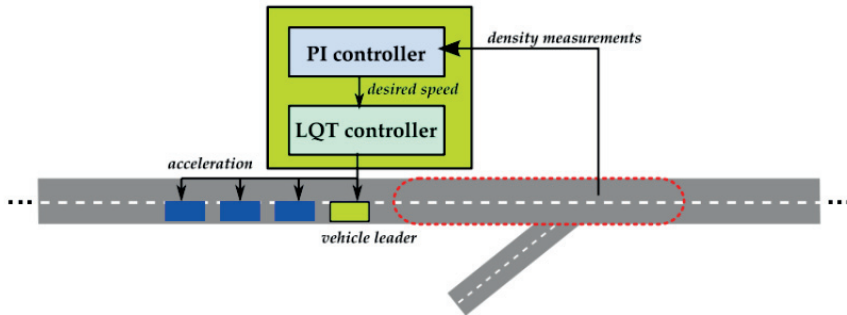 density measurements
PI controller
desired speed
LQT controller
acceleration
vehicle leader